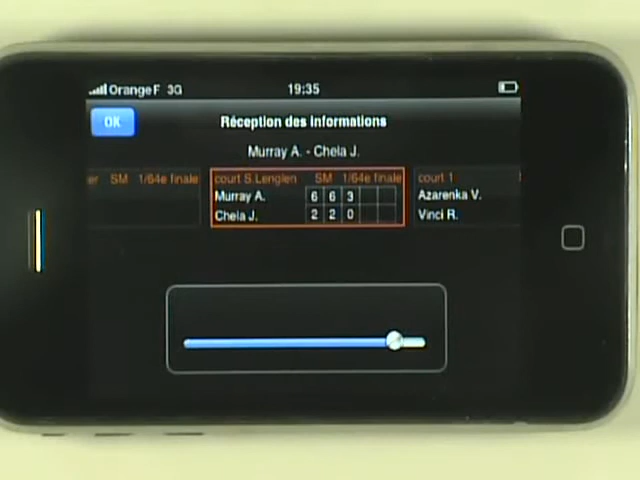 Orange F 3G 19:35
OK Réception des informations
Murray A. - Chela J.
er SM 1/64e finale
court S.Lenglen SM 1/64e finale
Murray A. 6 6 3
Chela J. 2 2 0
court 1
Azarenka V.
Vinci R.